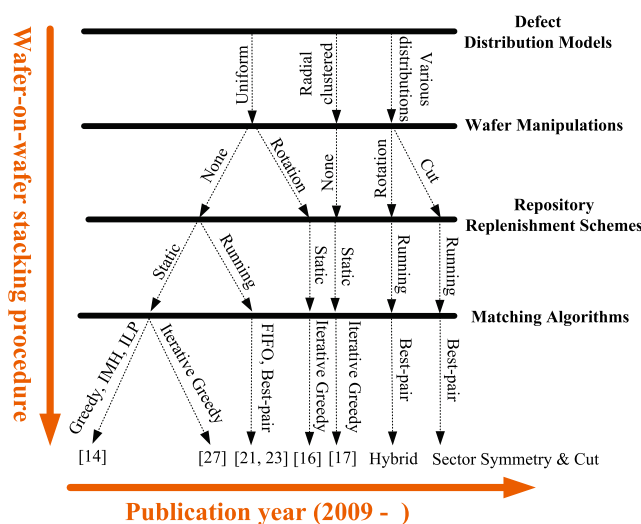 Defect
Distribution Models
Uniform
Radial
clustered
Various
distributions
Wafer Manipulations
None
Rotation
None
Rotation
Cut
Repository
Replenishment Schemes
Static
Running
Static
Static
Running
Running
Matching Algorithms
Greedy, IMH, ILP
Iterative Greedy
FIFO, Best-pair
Iterative Greedy
Iterative Greedy
Best-pair
Best-pair
[14]
[27]
[21, 23]
[16]
[17]
Hybrid
Sector Symmetry & Cut
Wafer-on-wafer stacking procedure
Publication year (2009 - )